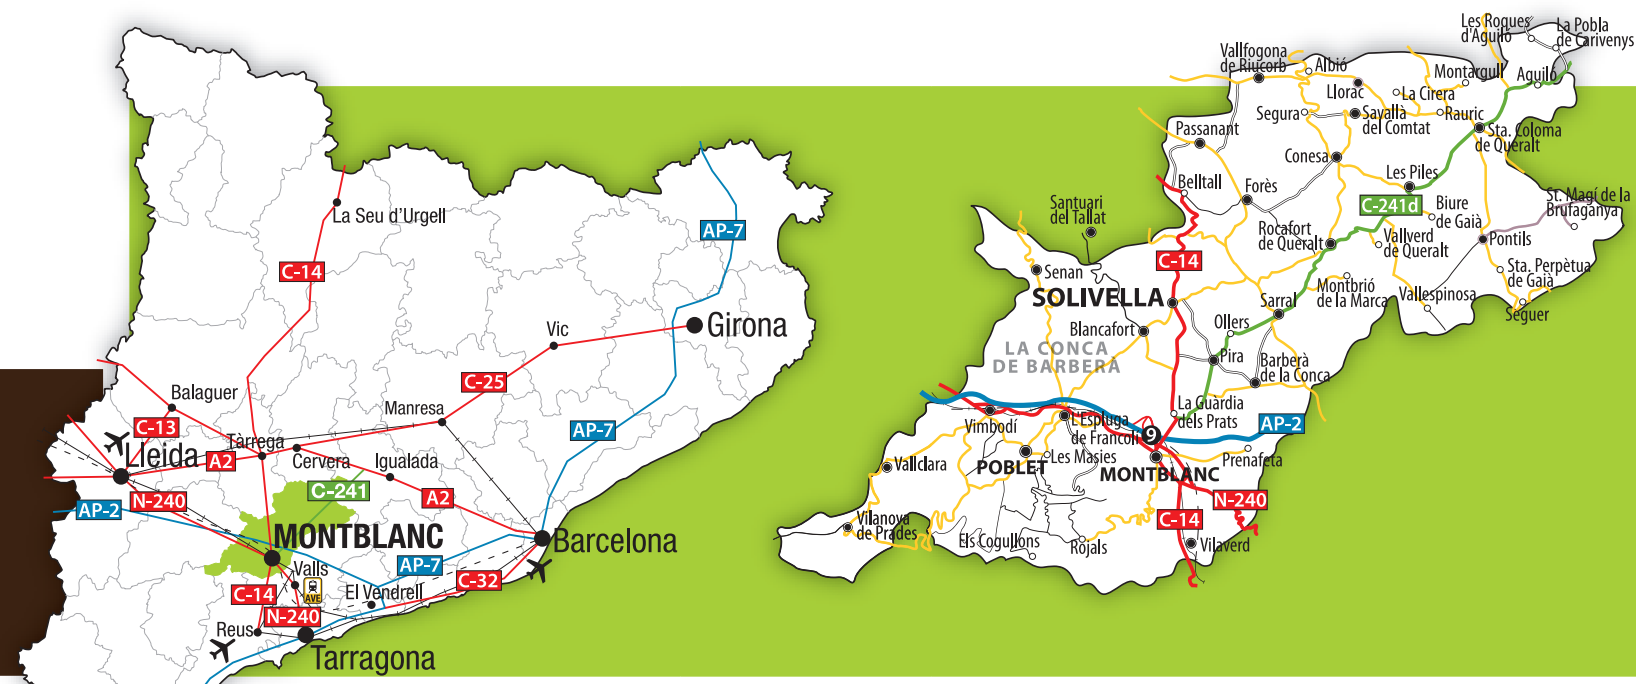 La Seu d'Urgell
C-14
AP-7
Girona
Vic
C-25
Balaguer
Manresa
C-13
AP-7
Tàrrega
Lleida
A2
Cervera
Igualada
N-240
C-241
A2
AP-2
MONTBLANC
Barcelona
Valls
AP-7
AVE
C-32
C-14
El Vendrell
N-240
Reus
Tarragona
Les Roques
d'Aguiló
La Pobla
de Carivenys
Vallfogona
de Riucorb
Albió
Montargull
Aguiló
Llorac
La Cirera
Segura
Savallà
del Comtat
Rauric
Passanant
Sta. Coloma
de Queralt
Conesa
Les Piles
Belltall
Forès
St. Magí de la
Brufaganya
Santuari
del Tallat
C-241d
Biure
de Gaià
Rocafort
de Queralt
Vallverd
de Queralt
Pontils
C-14
Senan
Sta. Perpètua
de Gaià
SOLIVELLA
Sarral
Montbrió
de la Marca
Vallespinosa
Seguer
Blancafort
Ollers
LA CONCA
DE BARBERÀ
Pira
Barberà
de la Conca
La Guàrdia
dels Prats
L'Espluga
de Francolí
Vimbodí
9
AP-2
Vallclara
POBLET
Les Masies
MONTBLANC
Prenafeta
N-240
Vilanova
de Prades
C-14
Els Cogullons
Rojals
Vilaverd